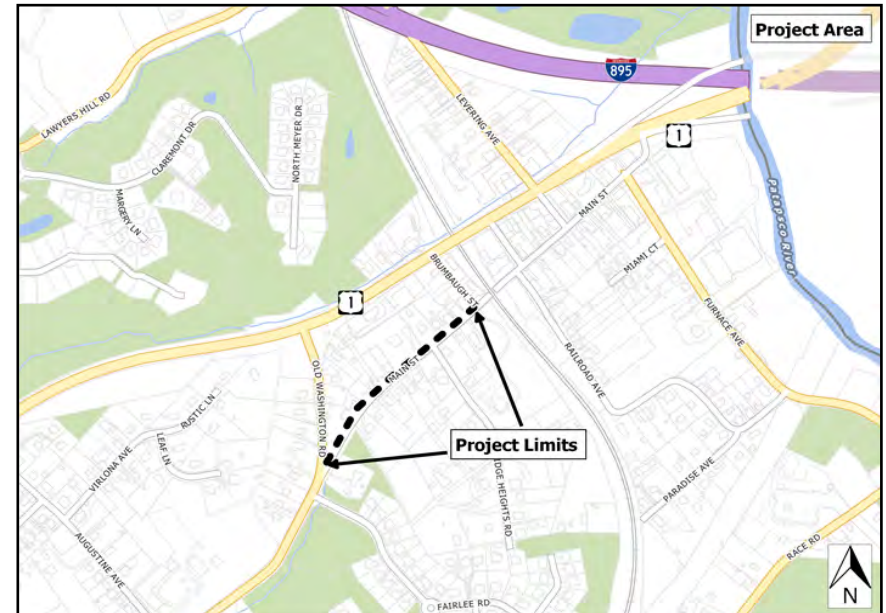 Project Area
895
LEVERING AVE
LAWYERS HILL RD
CLAREMONT DR
NORTH MEYER DR
1
MARGERY LN
MAIN ST
Patapsco River
MIAMI CT
BRUMBAUGH ST
1
FURNACE AVE
OLD WASHINGTON RD
MAIN ST
RAILROAD AVE
RUSTIC LN
Project Limits
LEAF LN
VIRLONA AVE
IDGE HEIGHTS RD
PARADISE AVE
AUGUSTINE AVE
RACE RD
FAIRLEE RD
N